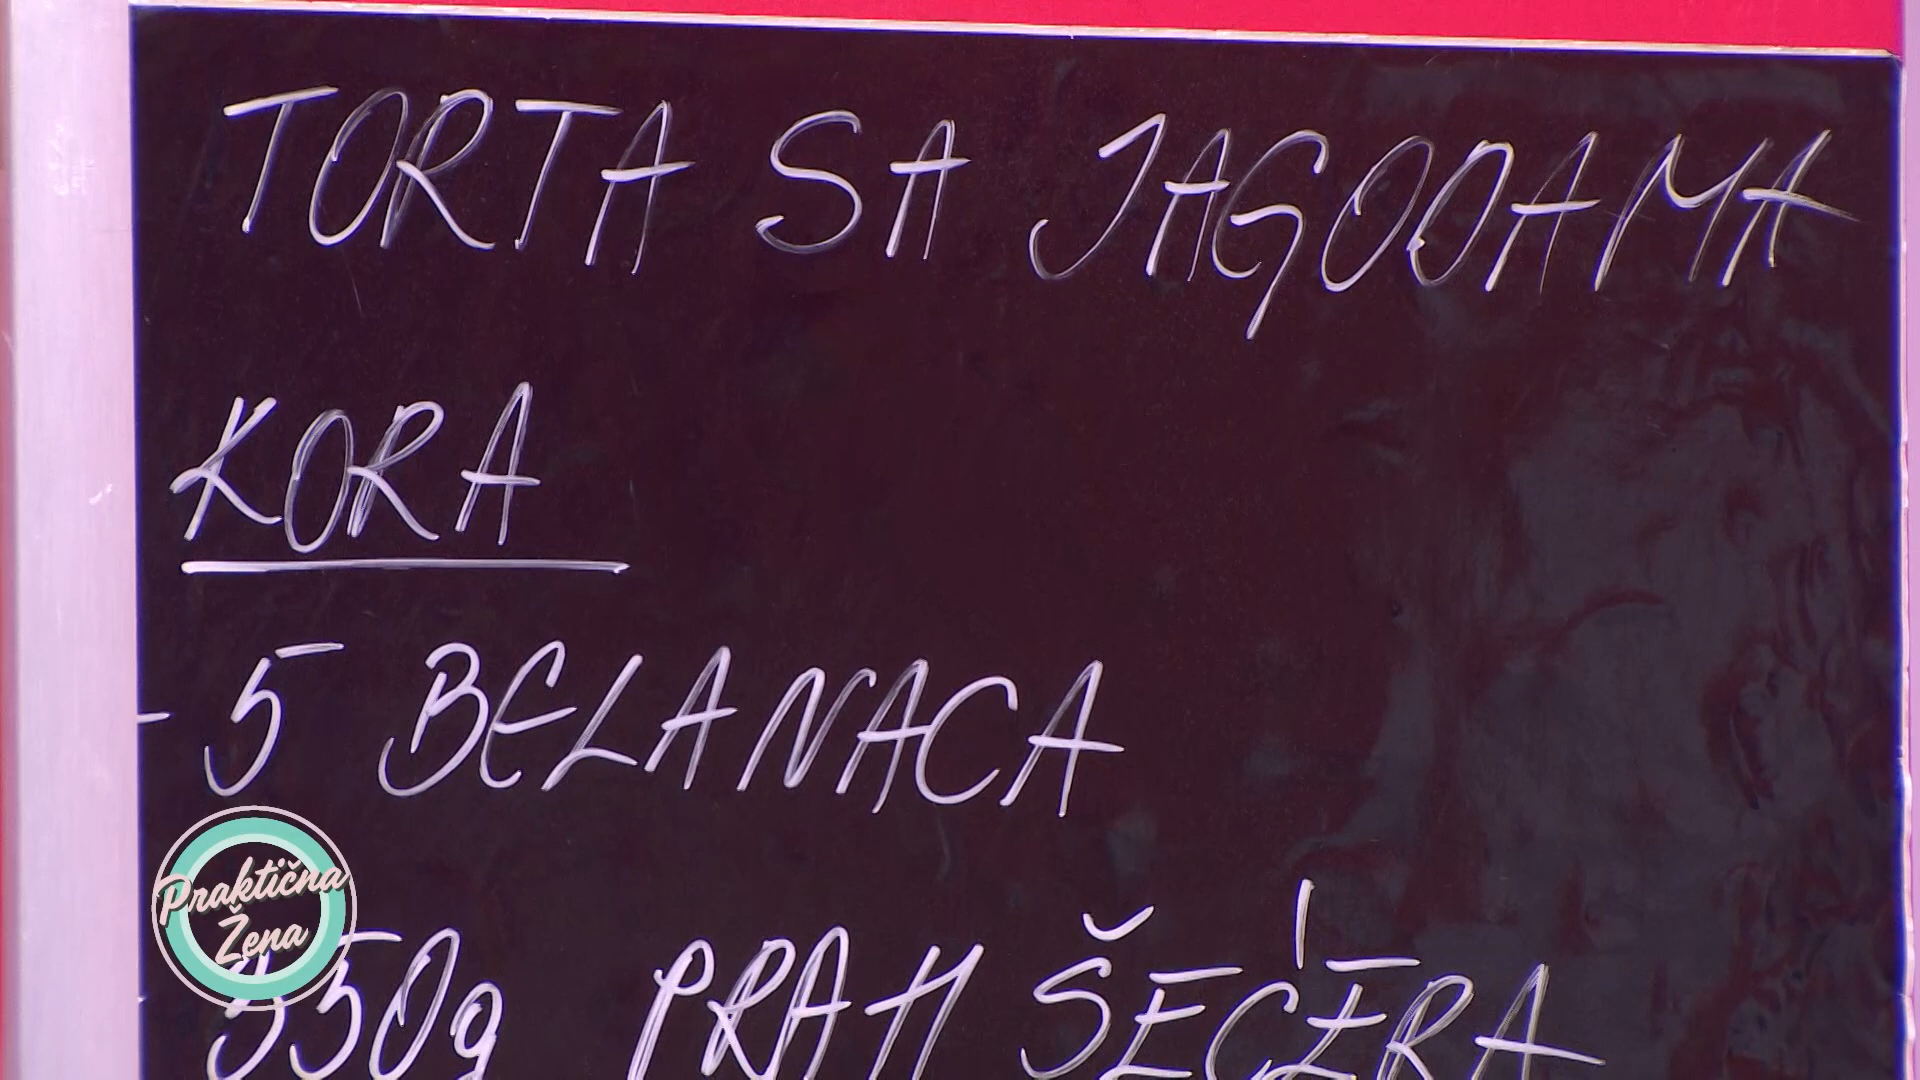 TORTA SA JAGODAMA
KORA
- 5 BELANACA
PRAH ŠEĆERA
Praktična
Žena